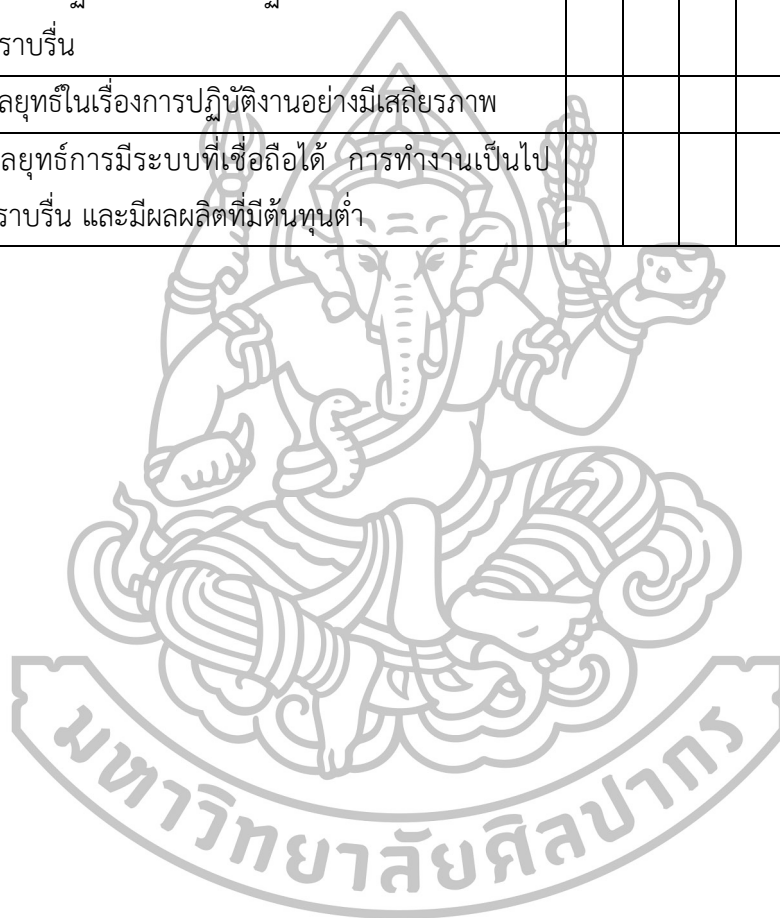 ราบรื่น
ลยุทธ์ในเรื่องการปฏิบัติงานอย่างมีเสถียรภาพ
ลยุทธ์การมีระบบที่เชื่อถือได้ การทำงานเป็นไป
ราบรื่น และมีผลผลิตที่มีต้นทุนต่ำ
มหาวิทยาลัยศิลปากร